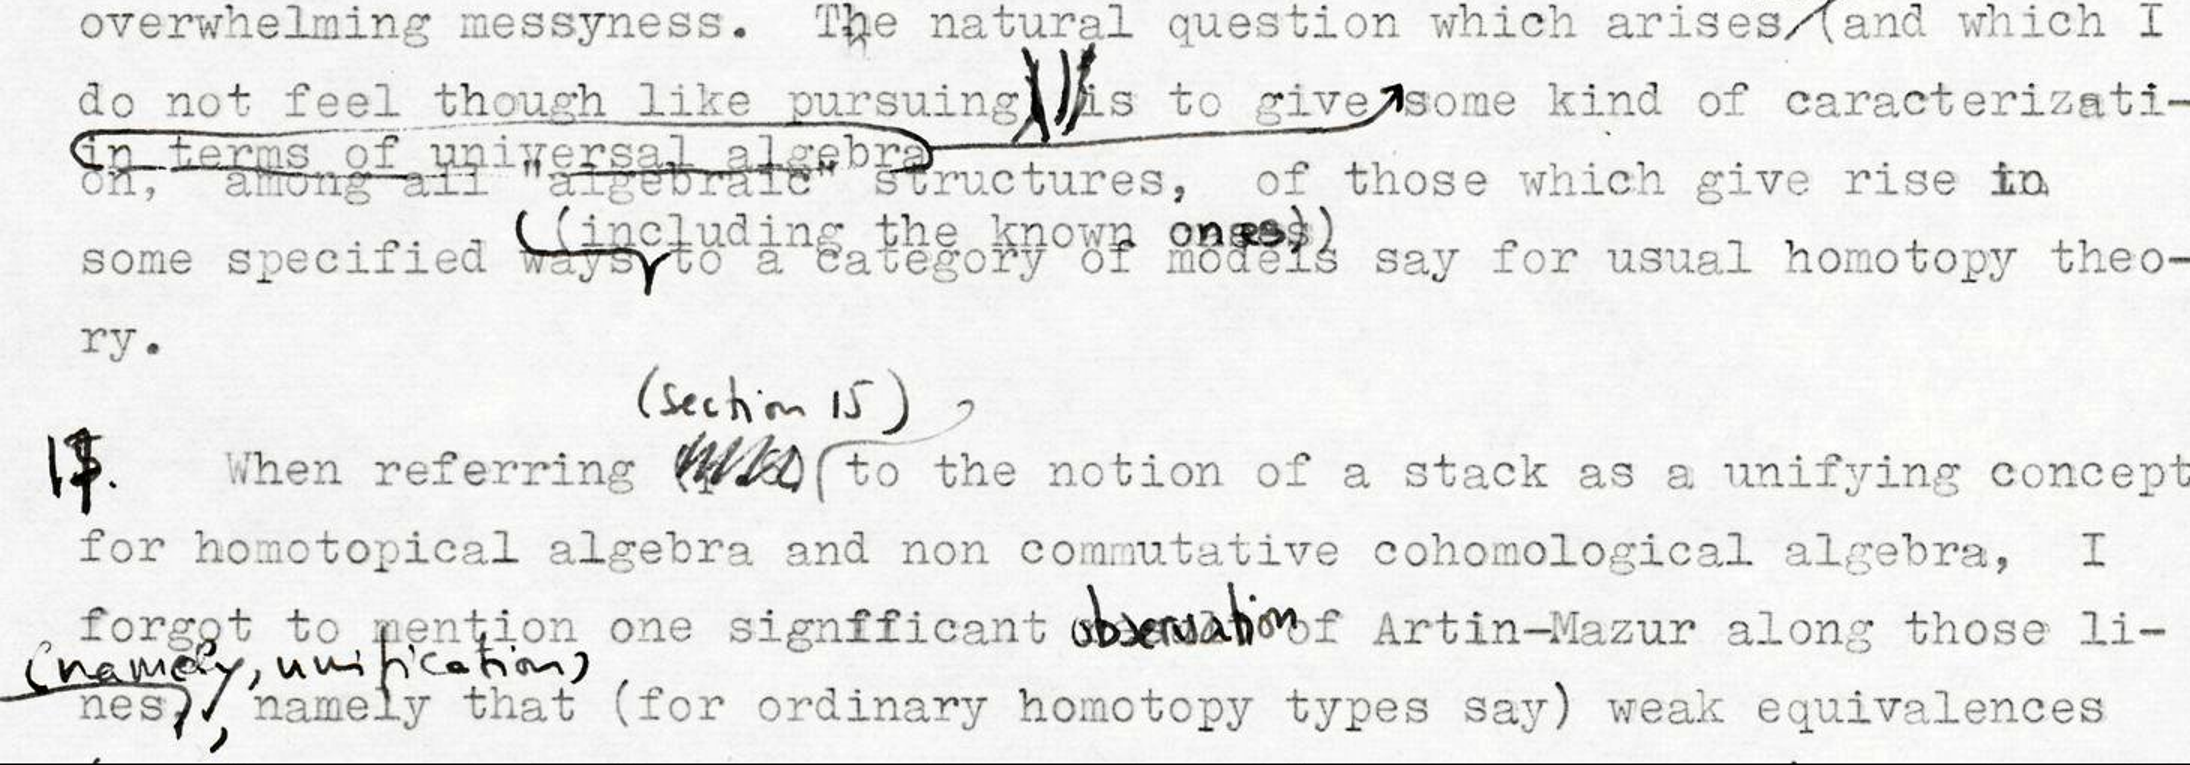 overwhelming messyness. The natural question which arises (and which I
do not feel though like pursuing) is to give some kind of caracterizati-
in terms of universal algebra
on, among all "algebraic" structures, of those which give rise in
(including the known ones)
some specified ways to a category of models say for usual homotopy theo-
ry.
(section 15)
When referring to the notion of a stack as a unifying concept
for homotopical algebra and non commutative cohomological algebra, I
forgot to mention one signfficant observation of Artin-Mazur along those li-
(namely, unification)
nes, namely that (for ordinary homotopy types say) weak equivalences